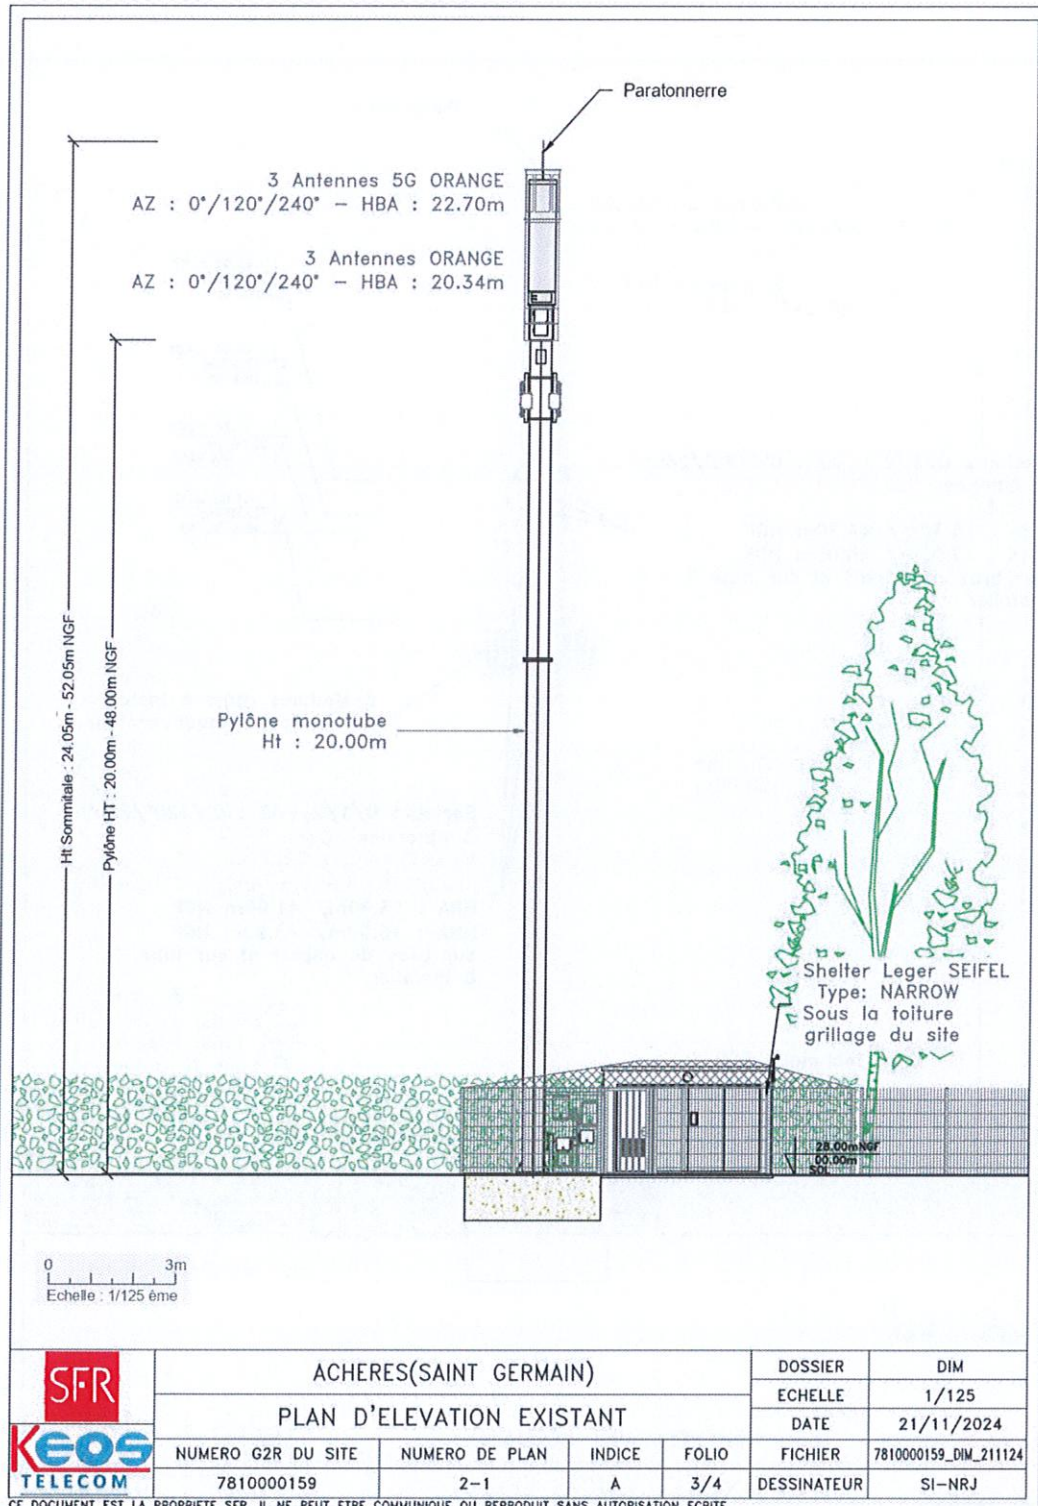 Paratonnerre
3 Antennes 5G ORANGE
AZ : 0°/120°/240° – HBA : 22.70m
3 Antennes ORANGE
AZ : 0°/120°/240° – HBA : 20.34m
Ht Sommitale : 24.05m - 52.05m NGF
Pylône HT : 20.00m - 48.00m NGF
Pylône monotube
Ht : 20.00m
Shelter Leger SEIFEL
Type: NARROW
Sous la toiture
grillage du site
28.00mNGF
00.00m
SOL
0 3m
Echelle : 1/125 éme
SFR
KEOS
TELECOM
ACHERES(SAINT GERMAIN)
PLAN D'ELEVATION EXISTANT
NUMERO G2R DU SITE NUMERO DE PLAN INDICE FOLIO
7810000159 2-1 A 3/4
DOSSIER DIM
ECHELLE 1/125
DATE 21/11/2024
FICHIER 7810000159_DIM_211124
DESSINATEUR SI-NRJ
CE DOCUMENT EST LA PROPRIETE SFR. IL NE PEUT ETRE COMMUNIQUE OU REPRODUIT SANS AUTORISATION ECRITE